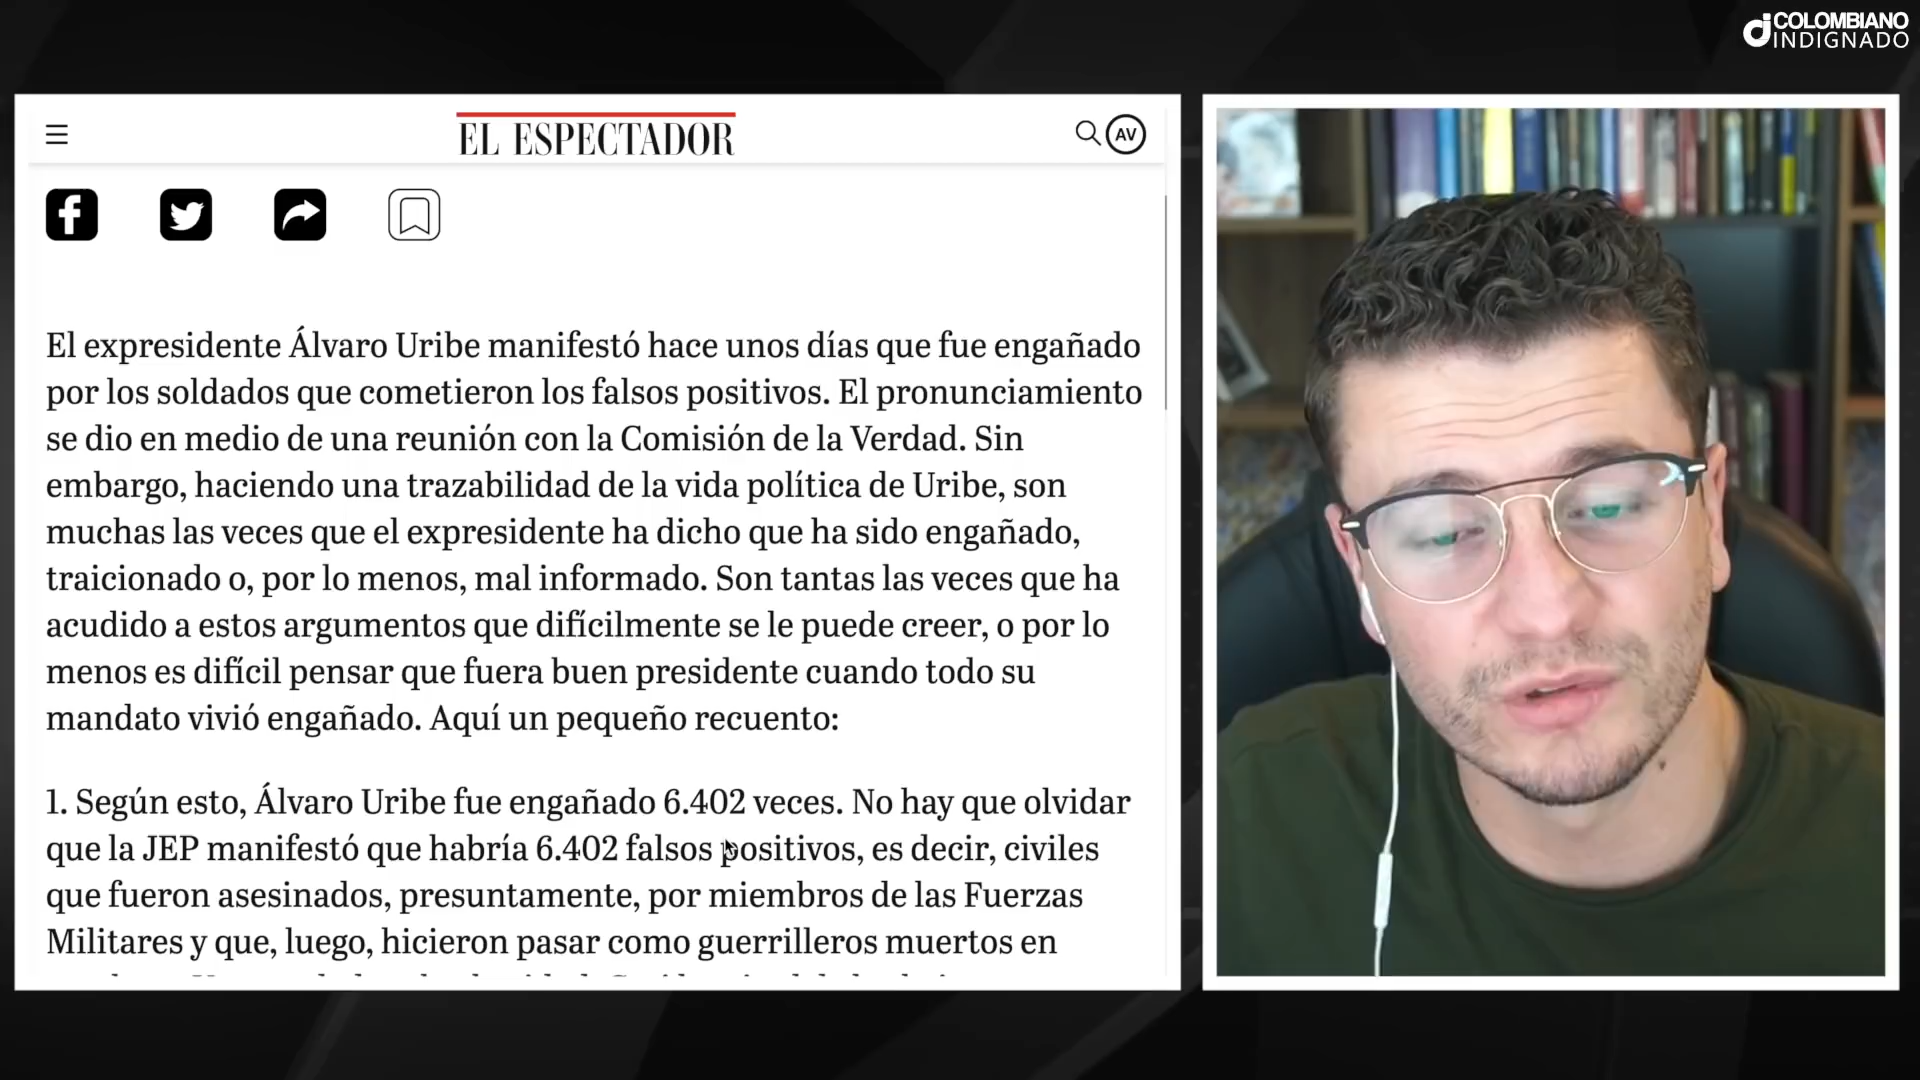 COLOMBIANO
INDIGNADO
EL ESPECTADOR
AV
El expresidente Álvaro Uribe manifestó hace unos días que fue engañado
por los soldados que cometieron los falsos positivos. El pronunciamiento
se dio en medio de una reunión con la Comisión de la Verdad. Sin
embargo, haciendo una trazabilidad de la vida política de Uribe, son
muchas las veces que el expresidente ha dicho que ha sido engañado,
traicionado o, por lo menos, mal informado. Son tantas las veces que ha
acudido a estos argumentos que difícilmente se le puede creer, o por lo
menos es difícil pensar que fuera buen presidente cuando todo su
mandato vivió engañado. Aquí un pequeño recuento:
1. Según esto, Álvaro Uribe fue engañado 6.402 veces. No hay que olvidar
que la JEP manifestó que habría 6.402 falsos positivos, es decir, civiles
que fueron asesinados, presuntamente, por miembros de las Fuerzas
Militares y que, luego, hicieron pasar como guerrilleros muertos en